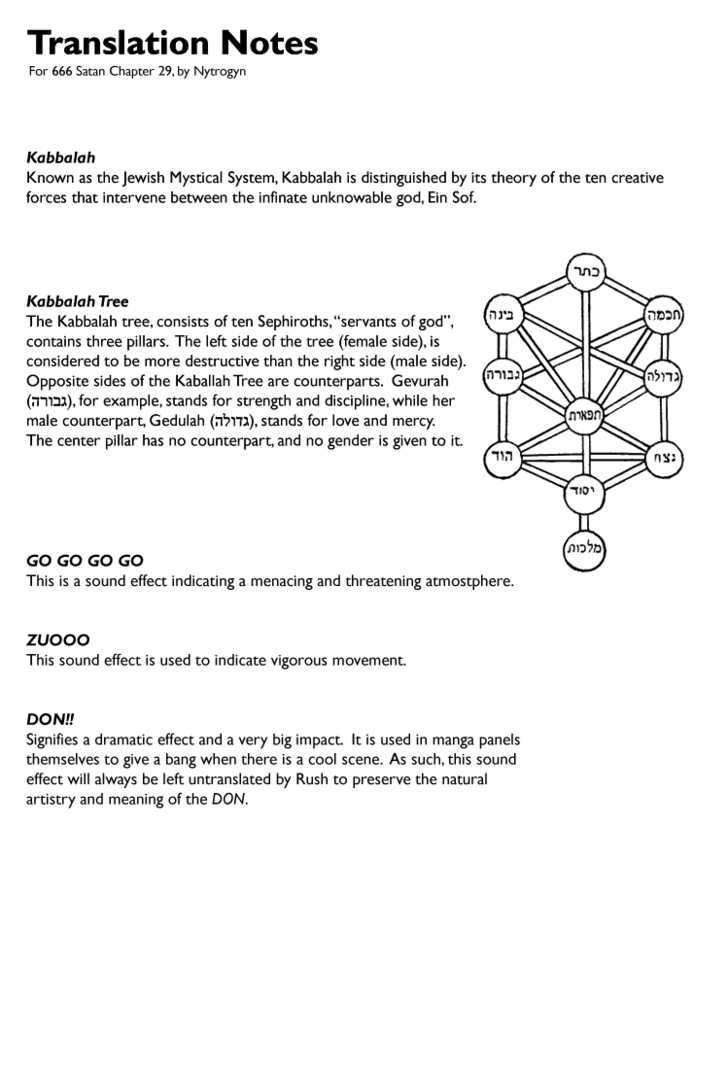 Translation Notes
For 666 Satan Chapter 29, by Nytrogyn
Kabbalah
Known as the Jewish Mystical System, Kabbalah is distinguished by its theory of the ten creative
forces that intervene between the infinate unknowable god, Ein Sof.
Kabbalah Tree
The Kabbalah tree, consists of ten Sephiroths, “servants of god”,
contains three pillars. The left side of the tree (female side), is
considered to be more destructive than the right side (male side).
Opposite sides of the Kaballah Tree are counterparts. Gevurah
(גבורה), for example, stands for strength and discipline, while her
male counterpart, Gedulah (גדולה), stands for love and mercy.
The center pillar has no counterpart, and no gender is given to it.
כתר
בינה
חכמה
גבורה
גדולה
תפארת
הוד
נצח
יסוד
מלכות
GO GO GO GO
This is a sound effect indicating a menacing and threatening atmostphere.
ZUOOO
This sound effect is used to indicate vigorous movement.
DON!!
Signifies a dramatic effect and a very big impact. It is used in manga panels
themselves to give a bang when there is a cool scene. As such, this sound
effect will always be left untranslated by Rush to preserve the natural
artistry and meaning of the DON.